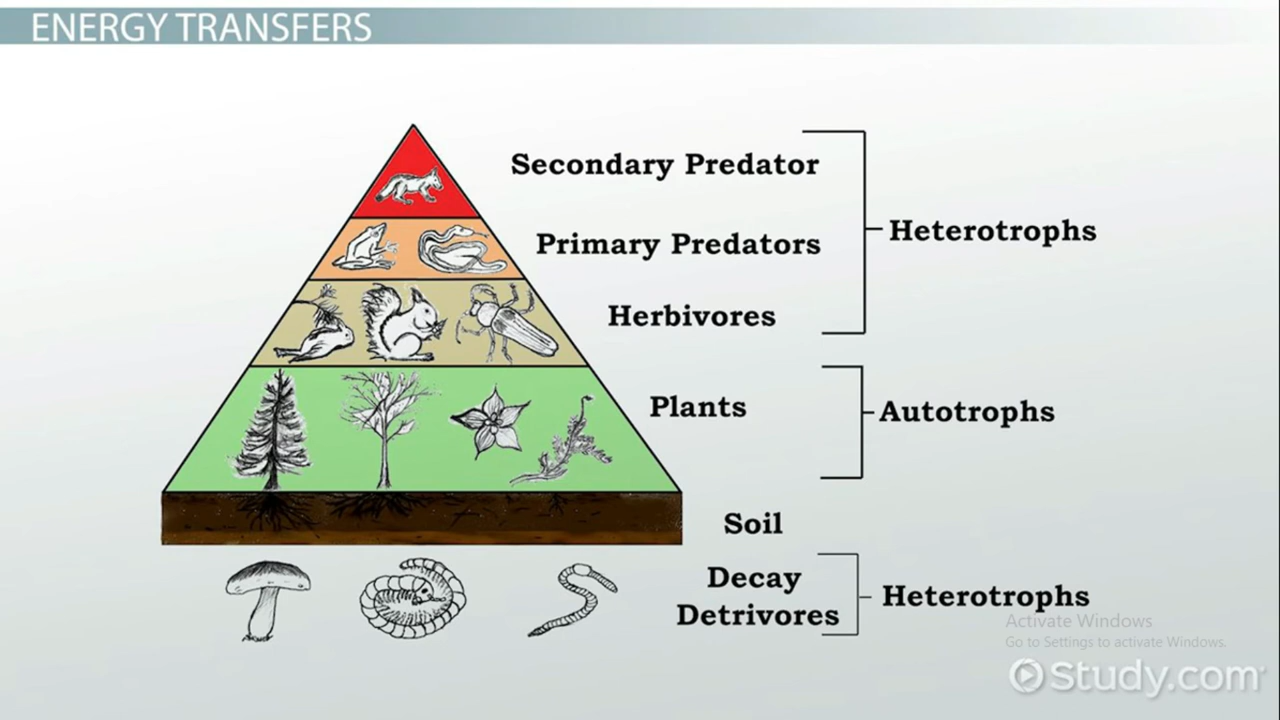 ENERGY TRANSFERS
Secondary Predator
Primary Predators
Heterotrophs
Herbivores
Plants
Autotrophs
Soil
Decay
Detrivores
Heterotrophs
Activate Windows
Go to Settings to activate Windows.
Study.com